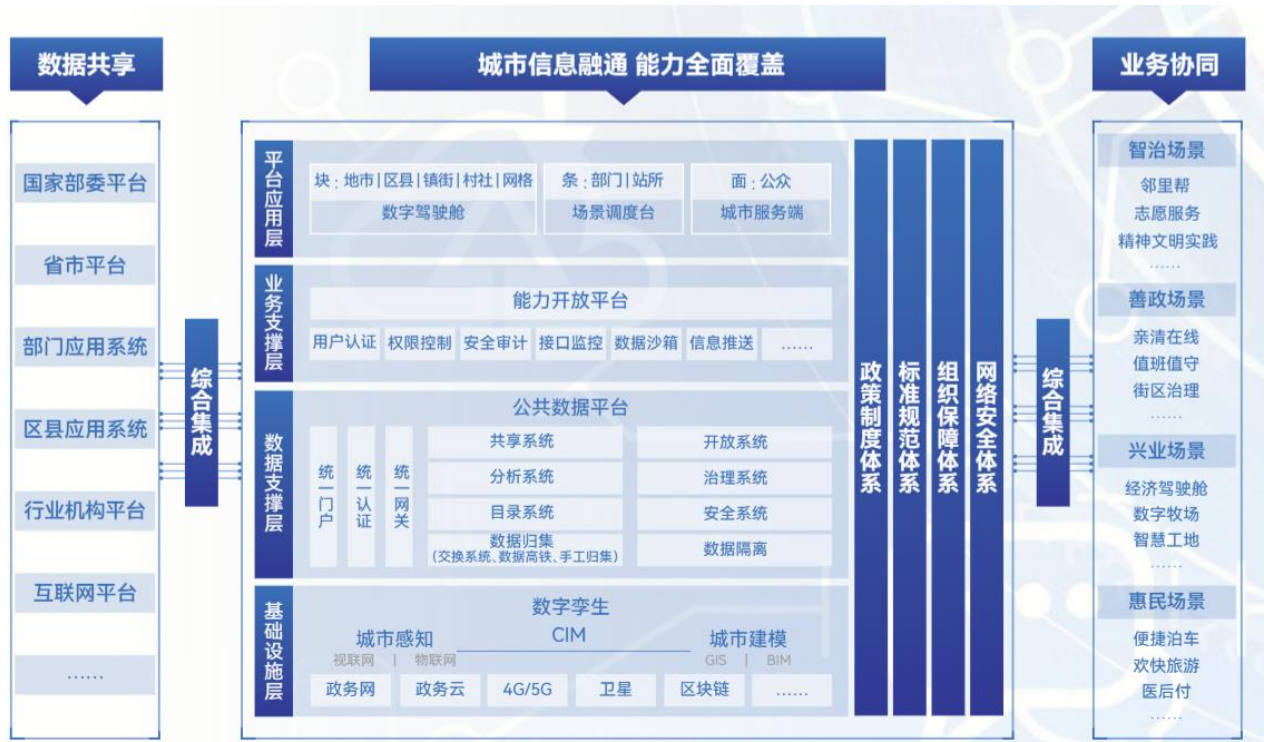 数据共享
城市信息融通 能力全面覆盖
业务协同
国家部委平台
省市平台
部门应用系统
区县应用系统
行业机构平台
互联网平台
……
综合集成
平台应用层
块：地市|区县|镇街|村社|网格
数字驾驶舱
条：部门|站所
场景调度台
面：公众
城市服务端
业务支撑层
能力开放平台
用户认证
权限控制
安全审计
接口监控
数据沙箱
信息推送
……
数据支撑层
公共数据平台
统一门户
统一认证
统一网关
共享系统
开放系统
分析系统
治理系统
目录系统
安全系统
数据归集
(交换系统、数据高铁、手工归集)
数据隔离
基础设施层
数字孪生
CIM
城市感知
视联网 | 物联网
城市建模
GIS | BIM
政务网
政务云
4G/5G
卫星
区块链
……
政策制度体系
标准规范体系
组织保障体系
网络安全体系
综合集成
智治场景
邻里帮
志愿服务
精神文明实践
……
善政场景
亲清在线
值班值守
街区治理
……
兴业场景
经济驾驶舱
数字牧场
智慧工地
……
惠民场景
便捷泊车
欢快旅游
医后付
……